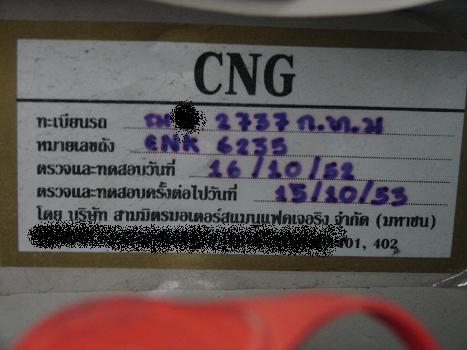 CNG
ทะเบียนรถ 2737 ก.ท.ม
หมายเลขถัง ENK 6235
ตรวจและทดสอบวันที่ 16/10/52
ตรวจและทดสอบครั้งต่อไปวันที่ 15/10/53
โดย บริษัท สามมิตรมอเตอร์สแมนูแฟคเจอริง จำกัด (มหาชน)
401, 402